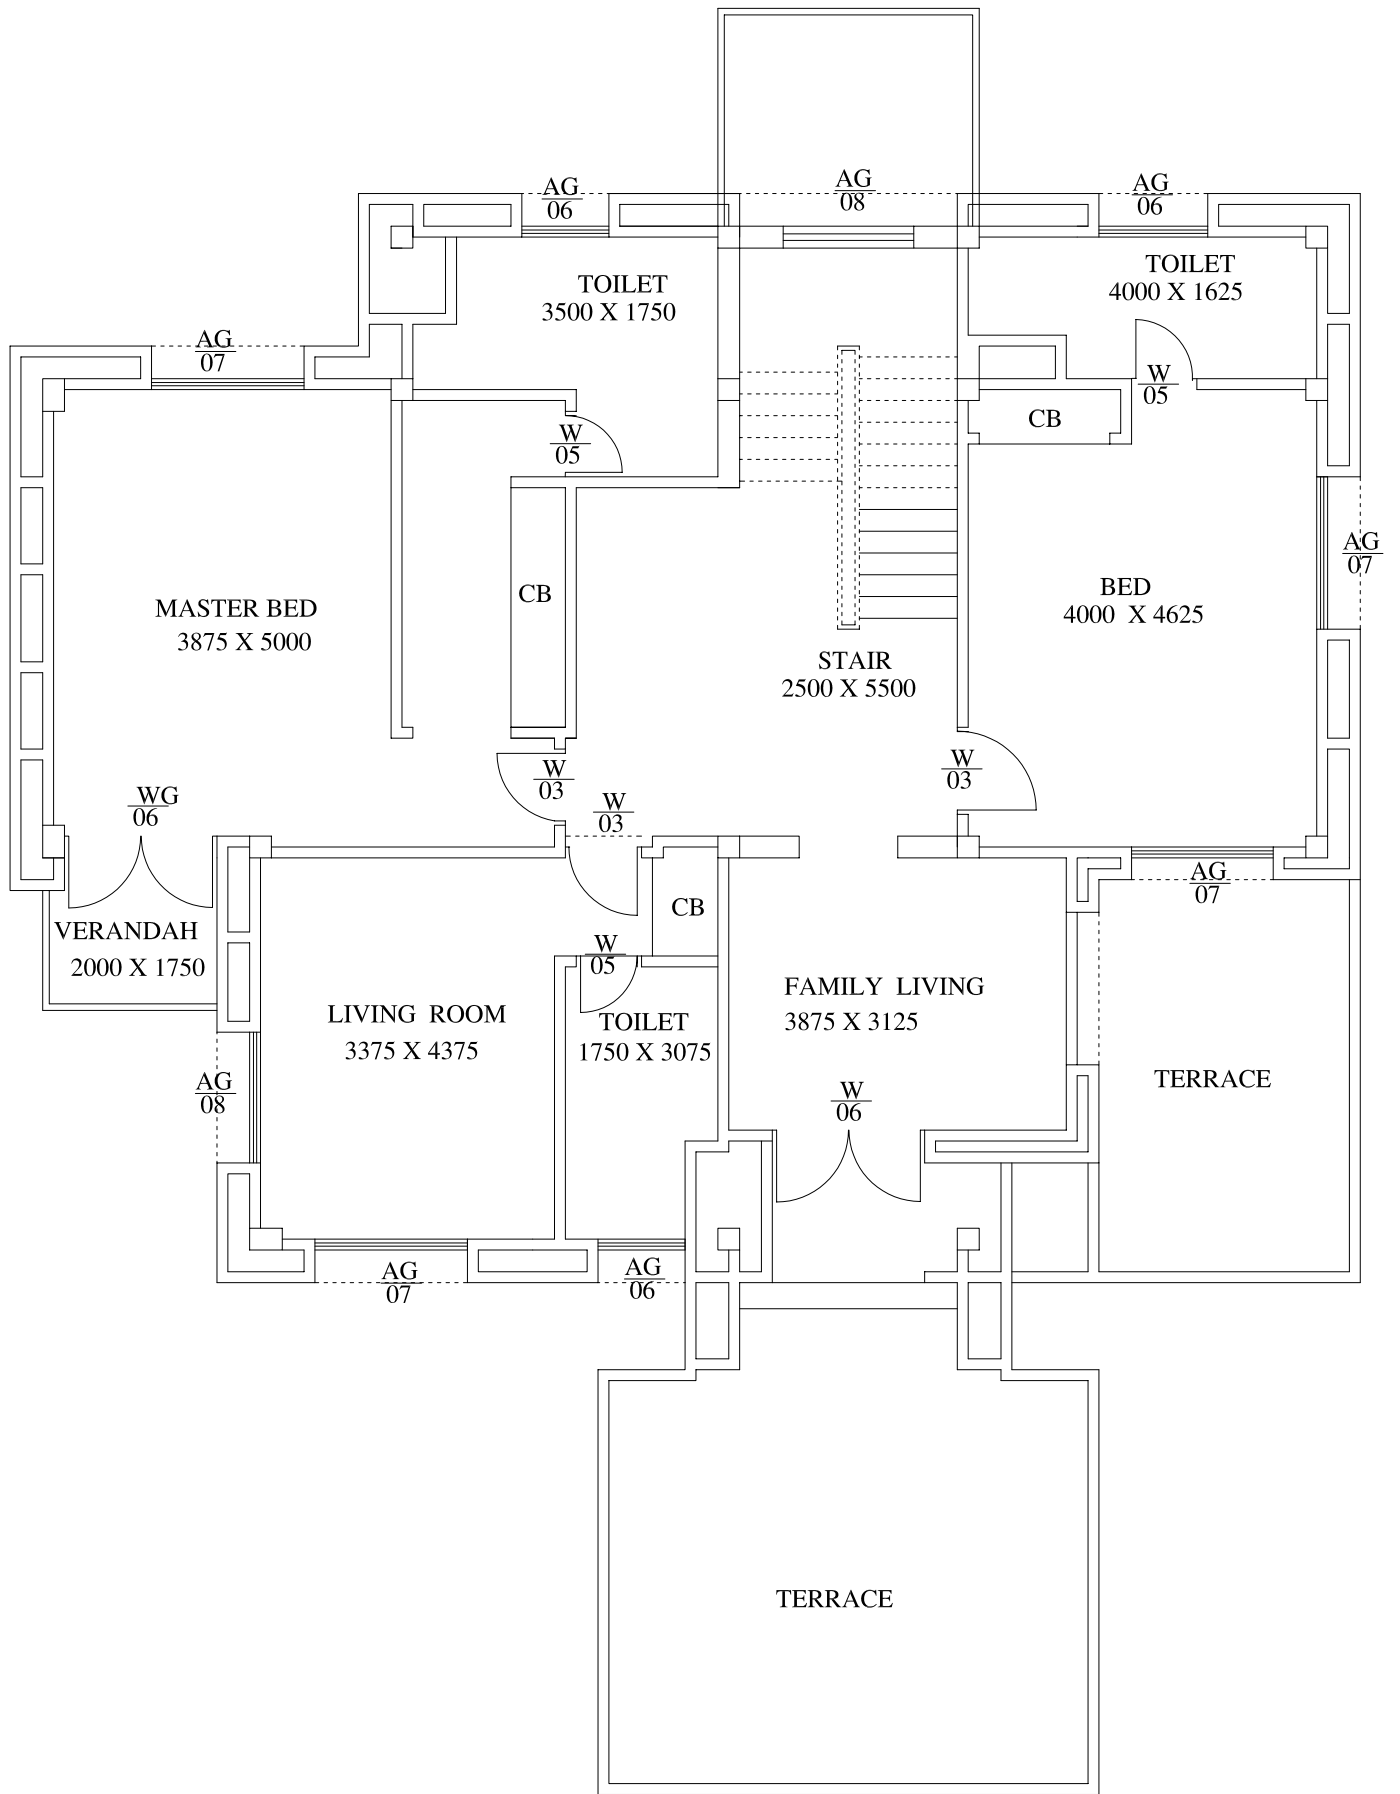 AG
06
AG
08
AG
06
TOILET
4000 X 1625
TOILET
3500 X 1750
AG
07
W
05
CB
W
05
AG
07
MASTER BED
3875 X 5000
CB
BED
4000 X 4625
STAIR
2500 X 5500
W
03
W
03
WG
06
W
03
AG
07
CB
VERANDAH
2000 X 1750
W
05
LIVING ROOM
3375 X 4375
TOILET
1750 X 3075
FAMILY LIVING
3875 X 3125
TERRACE
AG
08
W
06
AG
07
AG
06
TERRACE